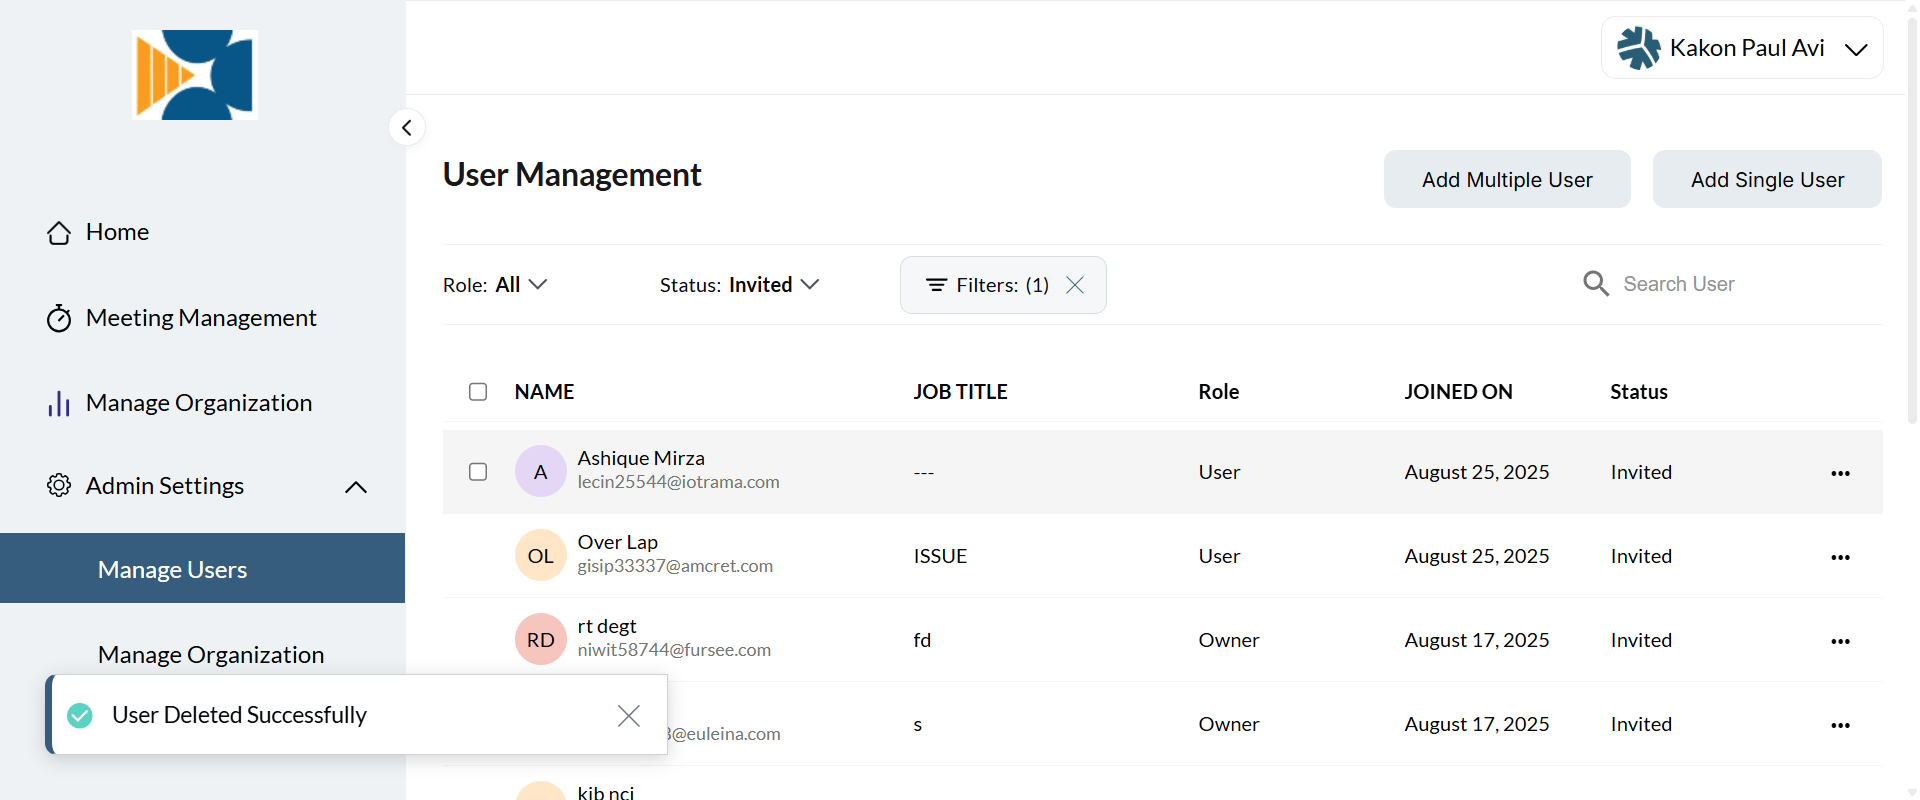 Kakon Paul Avi
User Management
Add Multiple User
Add Single User
Home
Meeting Management
Manage Organization
Admin Settings
Manage Users
Manage Organization
Role: All
Status: Invited
Filters: (1)
Search User
NAME JOB TITLE Role JOINED ON Status
A Ashique Mirza --- User August 25, 2025 Invited
lecin25544@iotrama.com
OL Over Lap ISSUE User August 25, 2025 Invited
gisip33337@amcret.com
RD rt degt fd Owner August 17, 2025 Invited
niwit58744@fursee.com
s Owner August 17, 2025 Invited
@euleina.com
User Deleted Successfully
kib nci